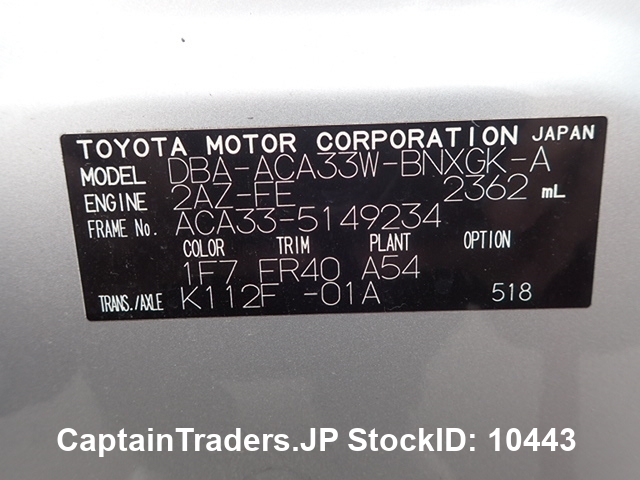 TOYOTA MOTOR CORPORATION JAPAN
MODEL DBA-ACA33W-BNXGK-A
ENGINE 2AZ-FE 2362 mL
FRAME No. ACA33-5149234
COLOR TRIM PLANT OPTION
1F7 FR40 A54
TRANS./AXLE K112F -01A 518
CaptainTraders.JP StockID: 10443